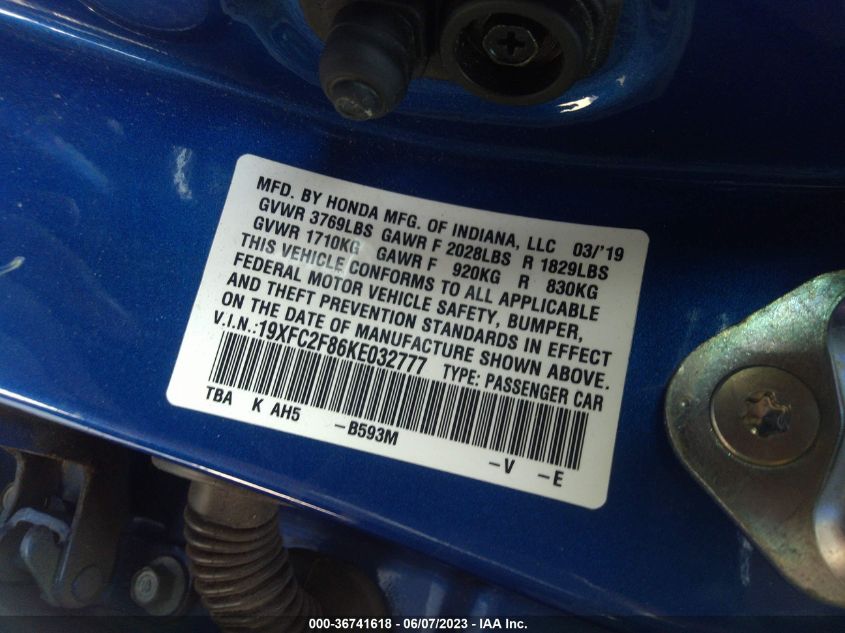 MFD. BY HONDA MFG. OF INDIANA, LLC 03/'19
GVWR 3769LBS GAWR F 2028LBS R 1829LBS
GVWR 1710KG GAWR F 920KG R 830KG
THIS VEHICLE CONFORMS TO ALL APPLICABLE
FEDERAL MOTOR VEHICLE SAFETY, BUMPER,
AND THEFT PREVENTION STANDARDS IN EFFECT
ON THE DATE OF MANUFACTURE SHOWN ABOVE.
V.I.N.:19XFC2F86KE032777 TYPE: PASSENGER CAR
TBA K AH5 -B593M -V -E
000-36741618 - 06/07/2023 - IAA Inc.